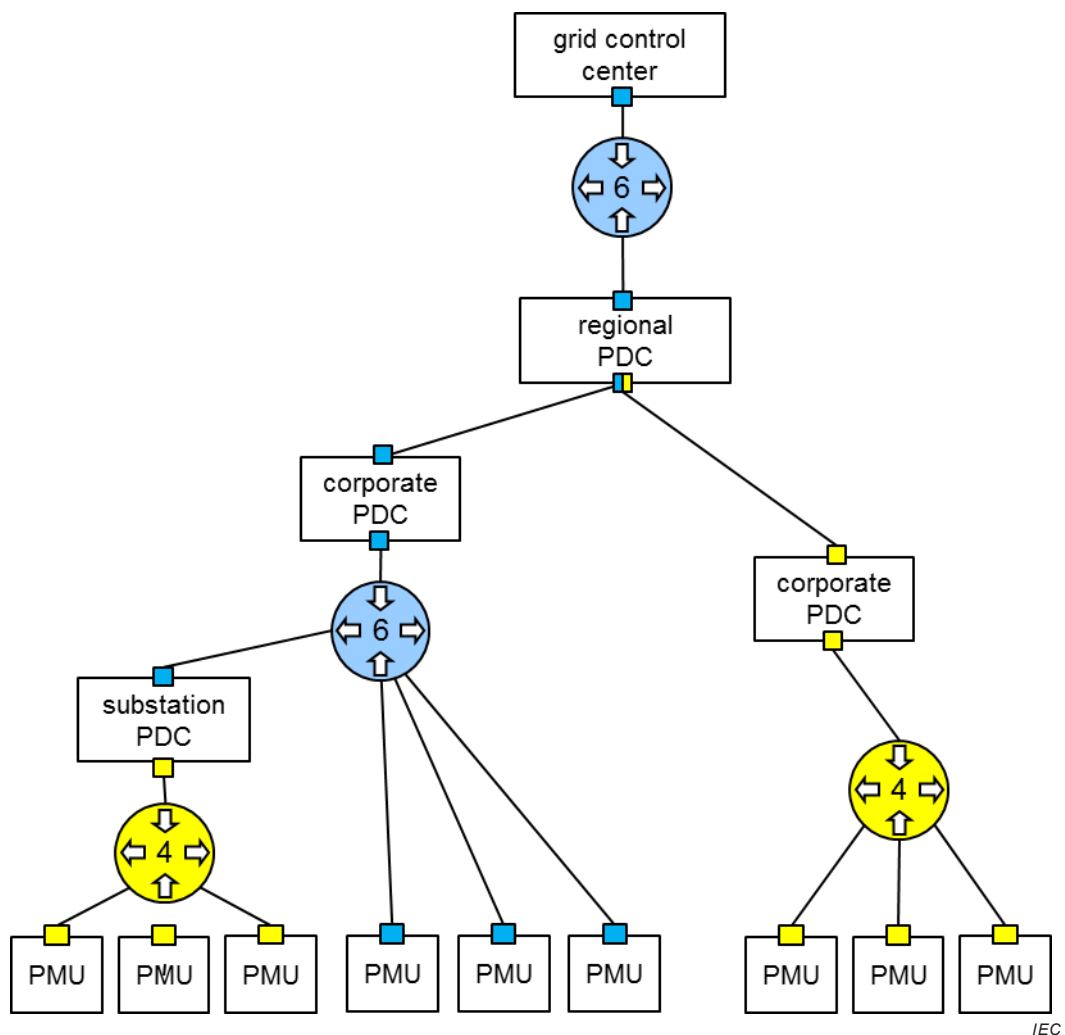 grid control
center
6
regional
PDC
corporate
PDC
corporate
PDC
6
substation
PDC
4
4
PMU
PMU
PMU
PMU
PMU
PMU
PMU
PMU
PMU
IEC